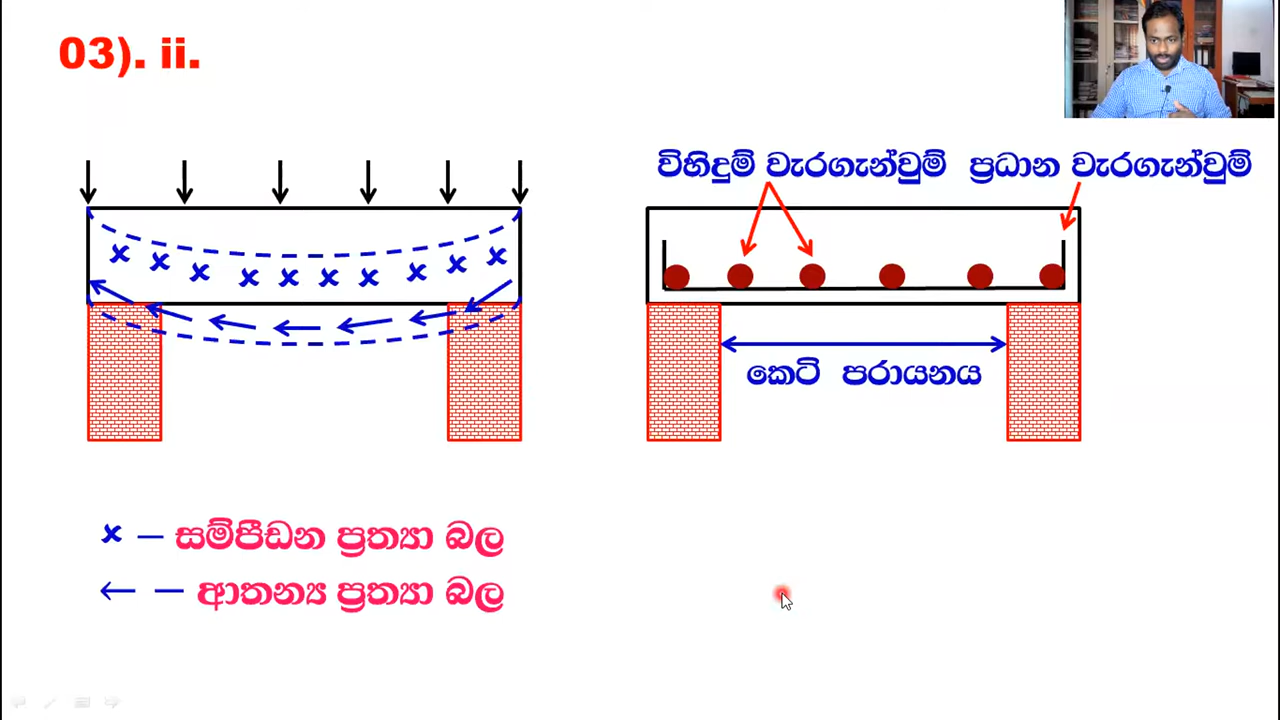 03). ii.
විහිදුම් වැරගැන්වුම් ප්‍රධාන වැරගැන්වුම්
කෙටි පරායනය
x – සම්පීඩන ප්‍රත්‍යා බල
← – ආතන්‍ය ප්‍රත්‍යා බල